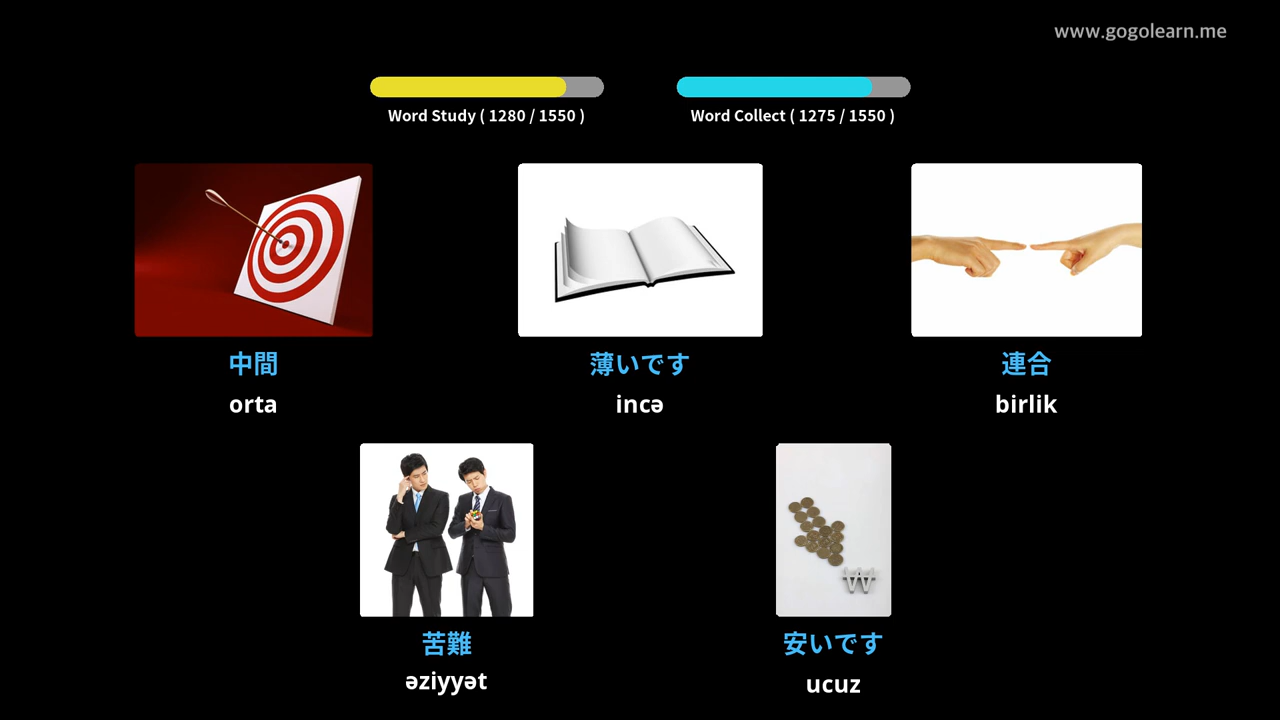 www.gogolearn.me
Word Study ( 1280 / 1550 )
Word Collect ( 1275 / 1550 )
中間
薄いです
連合
orta
incə
birlik
苦難
安いです
əziyyət
ucuz